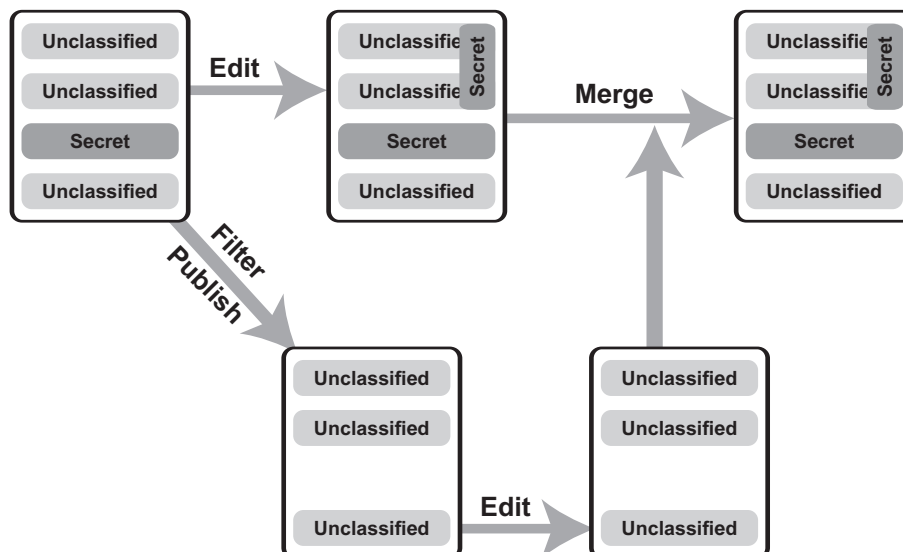 Unclassified
Unclassified
Secret
Unclassified
Edit
Unclassifie
Unclassifie
Secret
Secret
Unclassified
Merge
Unclassifie
Unclassifie
Secret
Secret
Unclassified
Filter
Publish
Unclassified
Unclassified
Unclassified
Edit
Unclassified
Unclassified
Unclassified